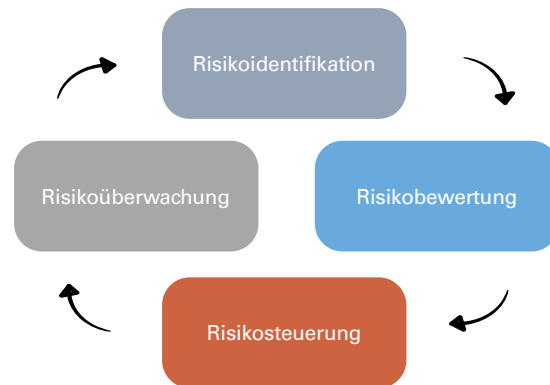 Risikoidentifikation
Risikoüberwachung
Risikobewertung
Risikosteuerung